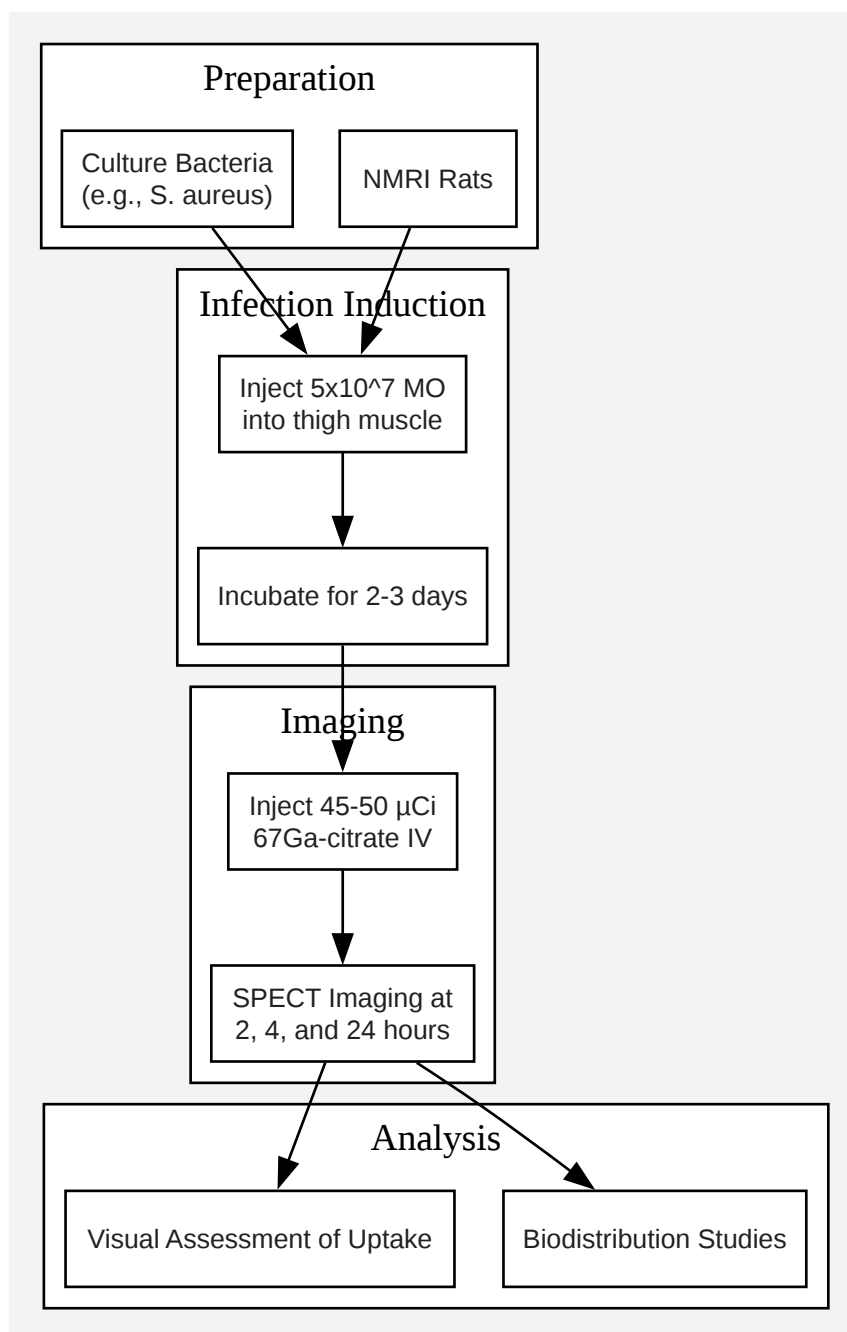 Preparation
Culture Bacteria
(e.g., S. aureus)
NMRI Rats
Infection Induction
Inject 5x10^7 MO
into thigh muscle
Incubate for 2-3 days
Imaging
Inject 45-50 µCi
67Ga-citrate IV
SPECT Imaging at
2, 4, and 24 hours
Analysis
Visual Assessment of Uptake
Biodistribution Studies